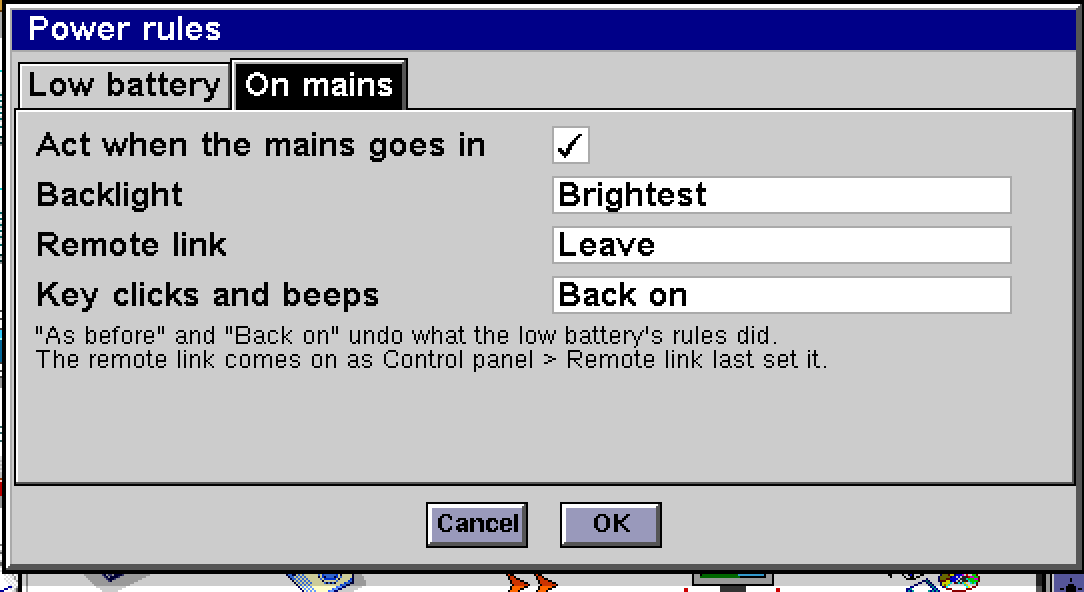 Power rules
Low battery
On mains
Act when the mains goes in
Backlight
Brightest
Remote link
Leave
Key clicks and beeps
Back on
"As before" and "Back on" undo what the low battery's rules did.
The remote link comes on as Control panel > Remote link last set it.
Cancel
OK